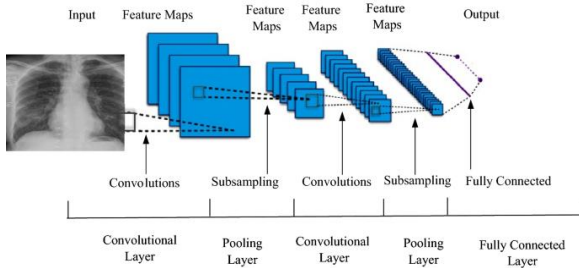 Input
Feature Maps
Feature
Maps
Feature
Maps
Feature
Maps
Output
Convolutions
Subsampling
Convolutions
Subsampling
Fully Connected
Convolutional
Layer
Pooling
Layer
Convolutional
Layer
Pooling
Layer
Fully Connected
Layer